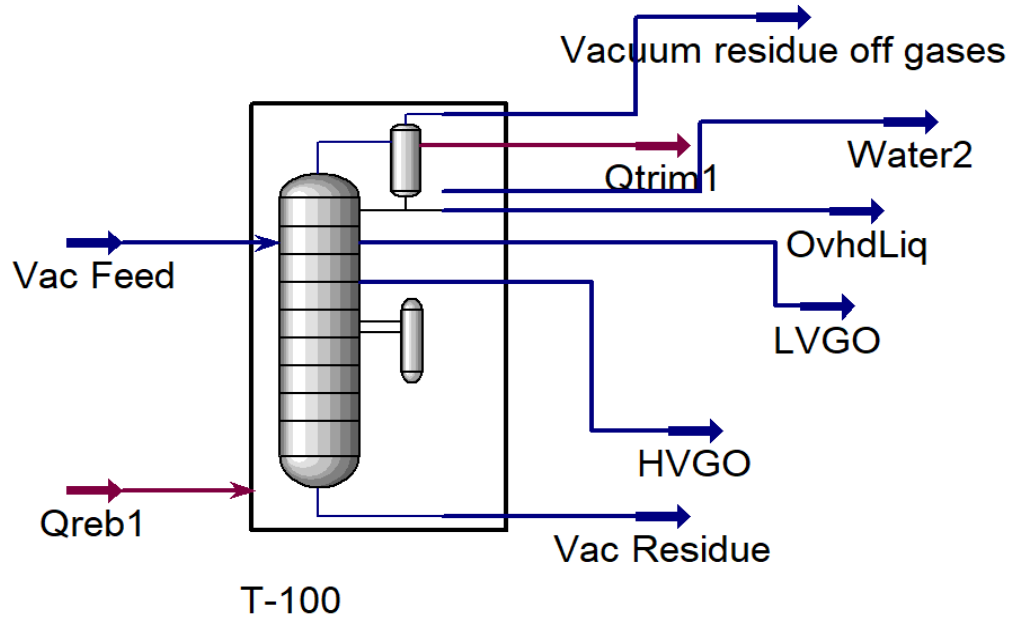 Vacuum residue off gases
Water2
Qtrim1
OvhdLiq
Vac Feed
LVGO
HVGO
Qreb1
Vac Residue
T-100